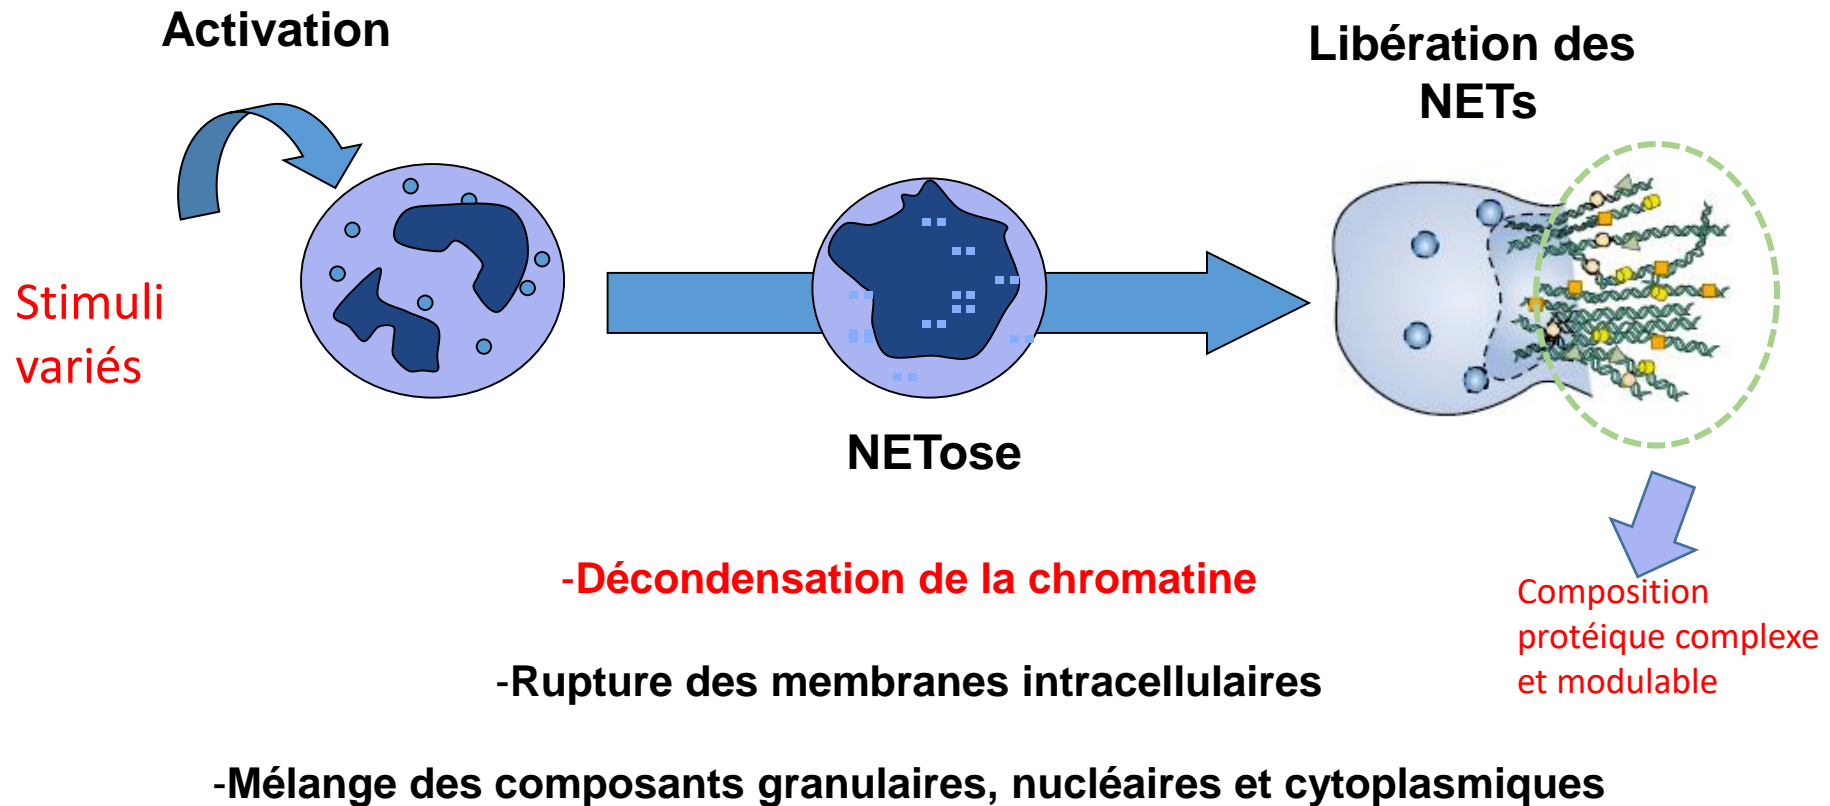 Activation
Libération des
NETs
Stimuli
variés
NETose
-Décondensation de la chromatine
-Rupture des membranes intracellulaires
-Mélange des composants granulaires, nucléaires et cytoplasmiques
Composition
protéique complexe
et modulable